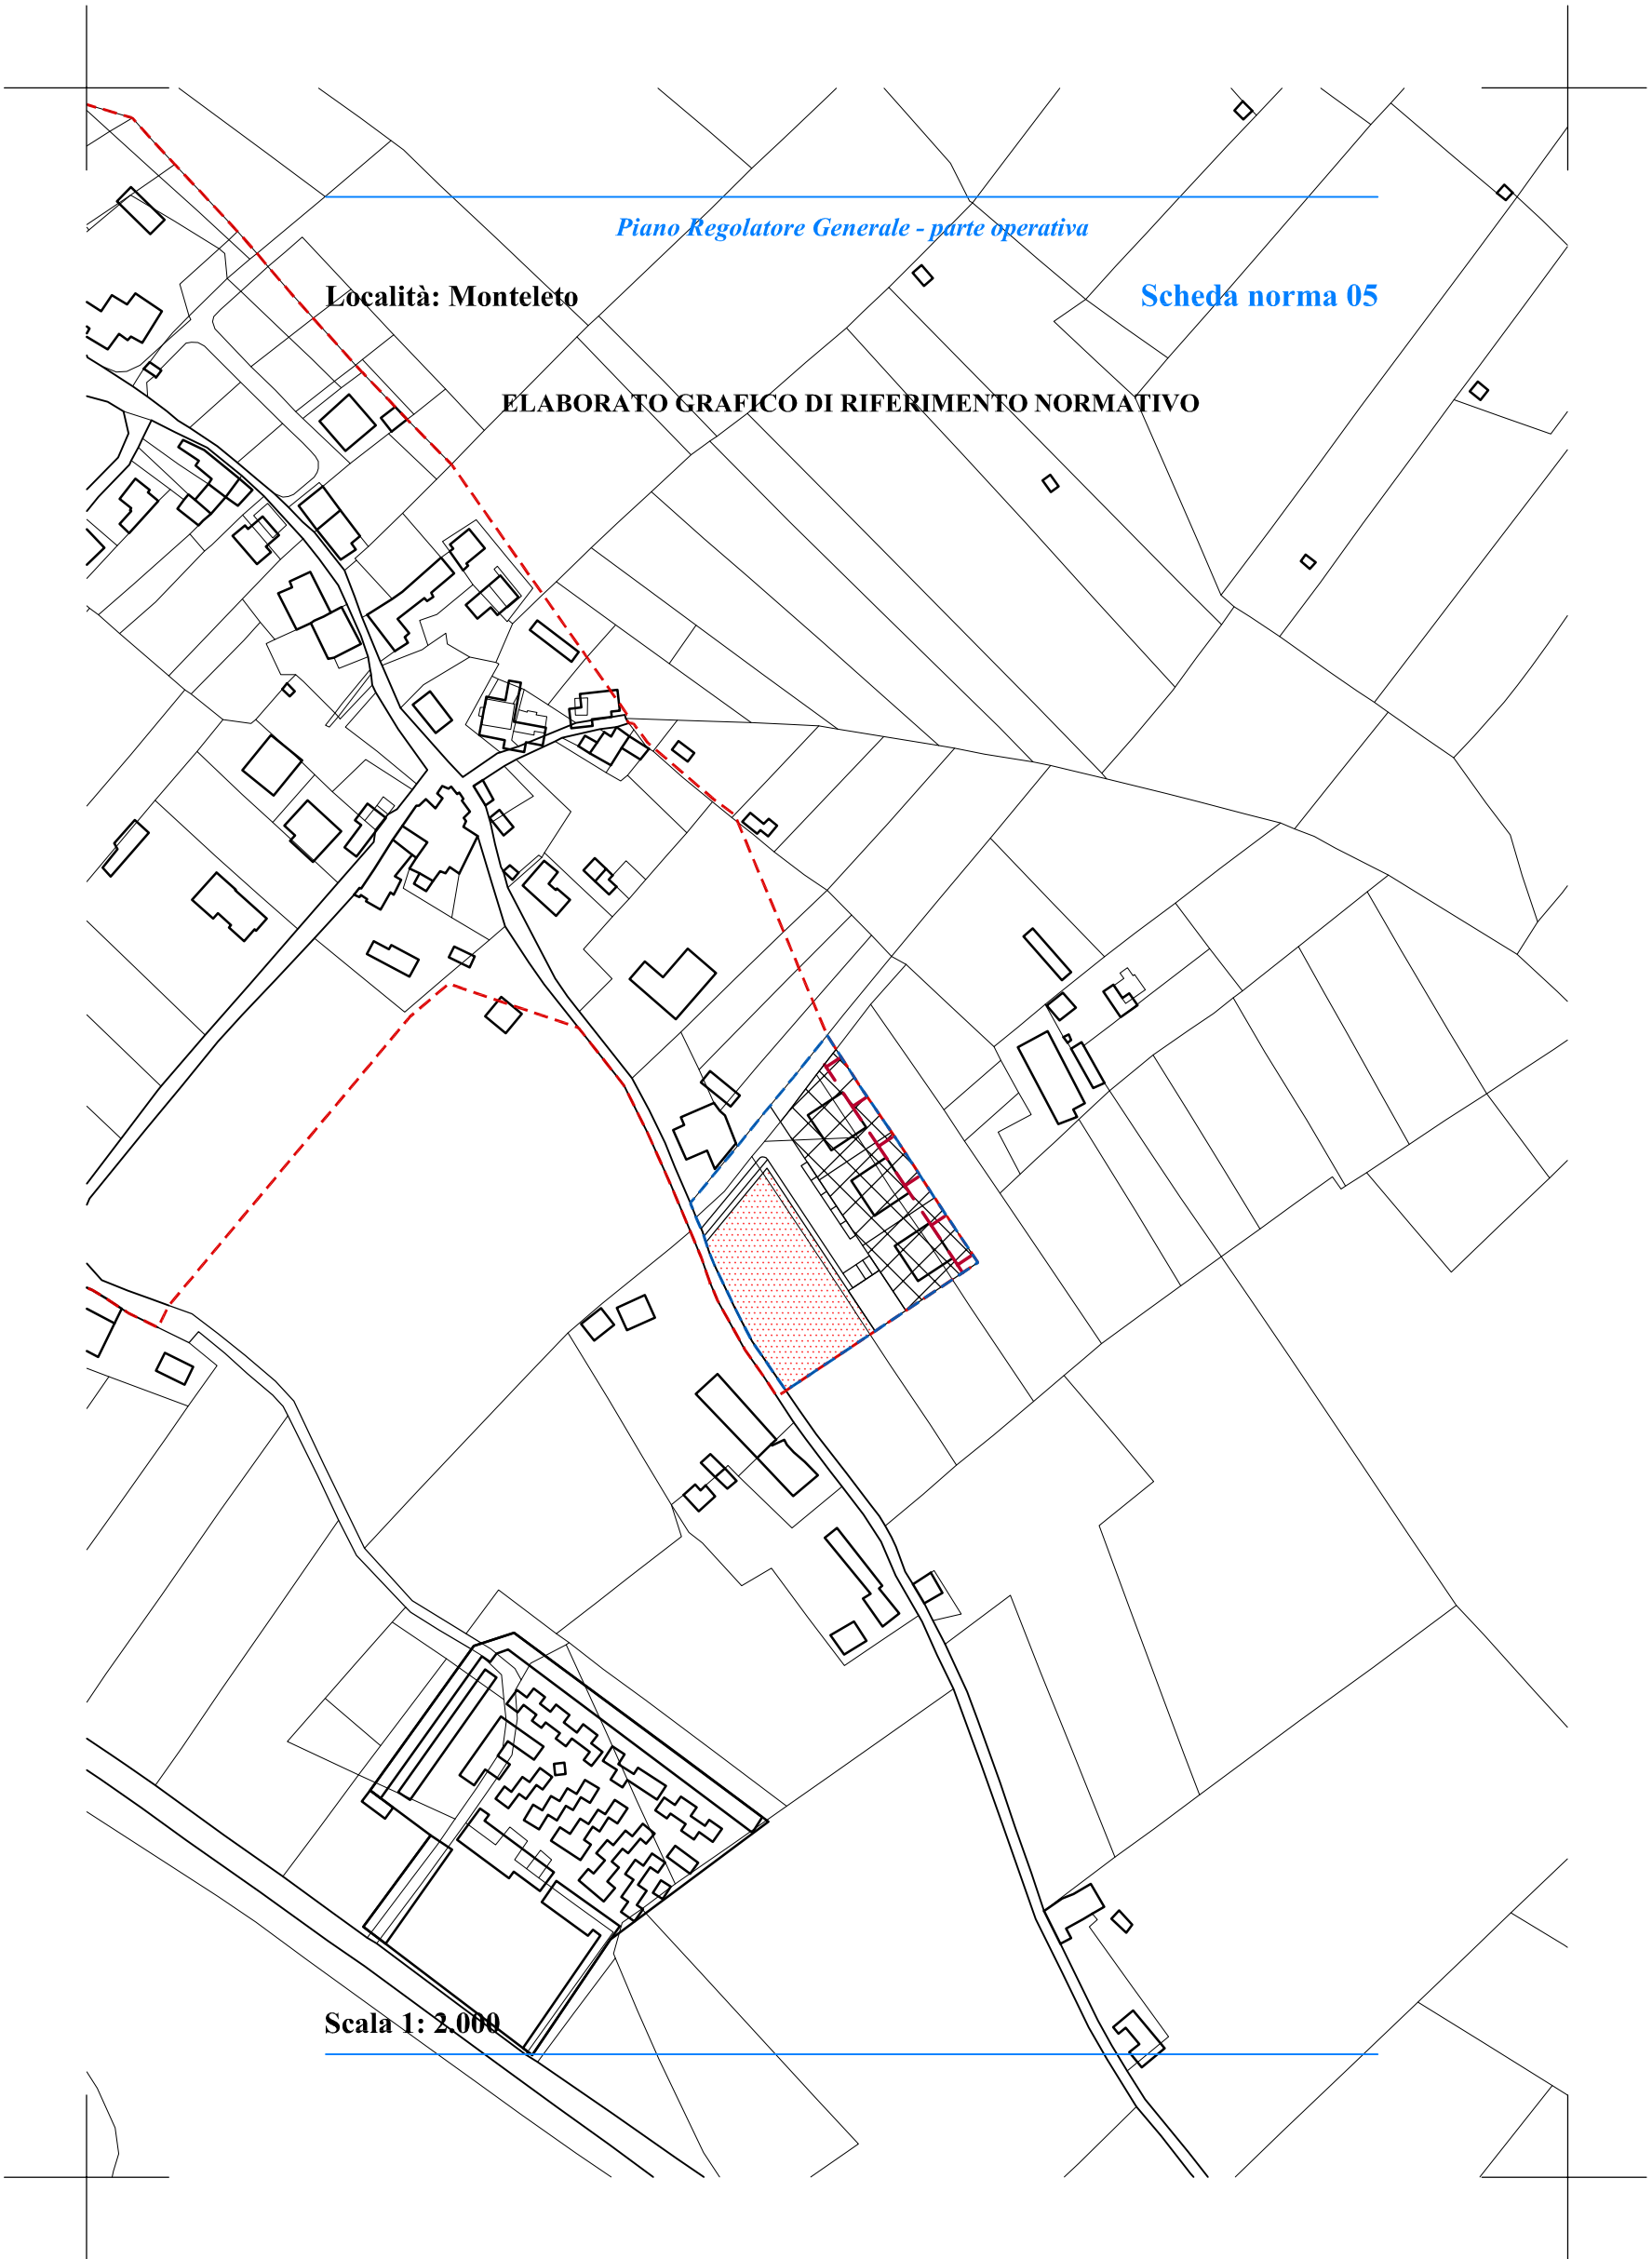 Piano Regolatore Generale - parte operativa
Località: Monteleto
Scheda norma 05
ELABORATO GRAFICO DI RIFERIMENTO NORMATIVO
Scala 1: 2.000